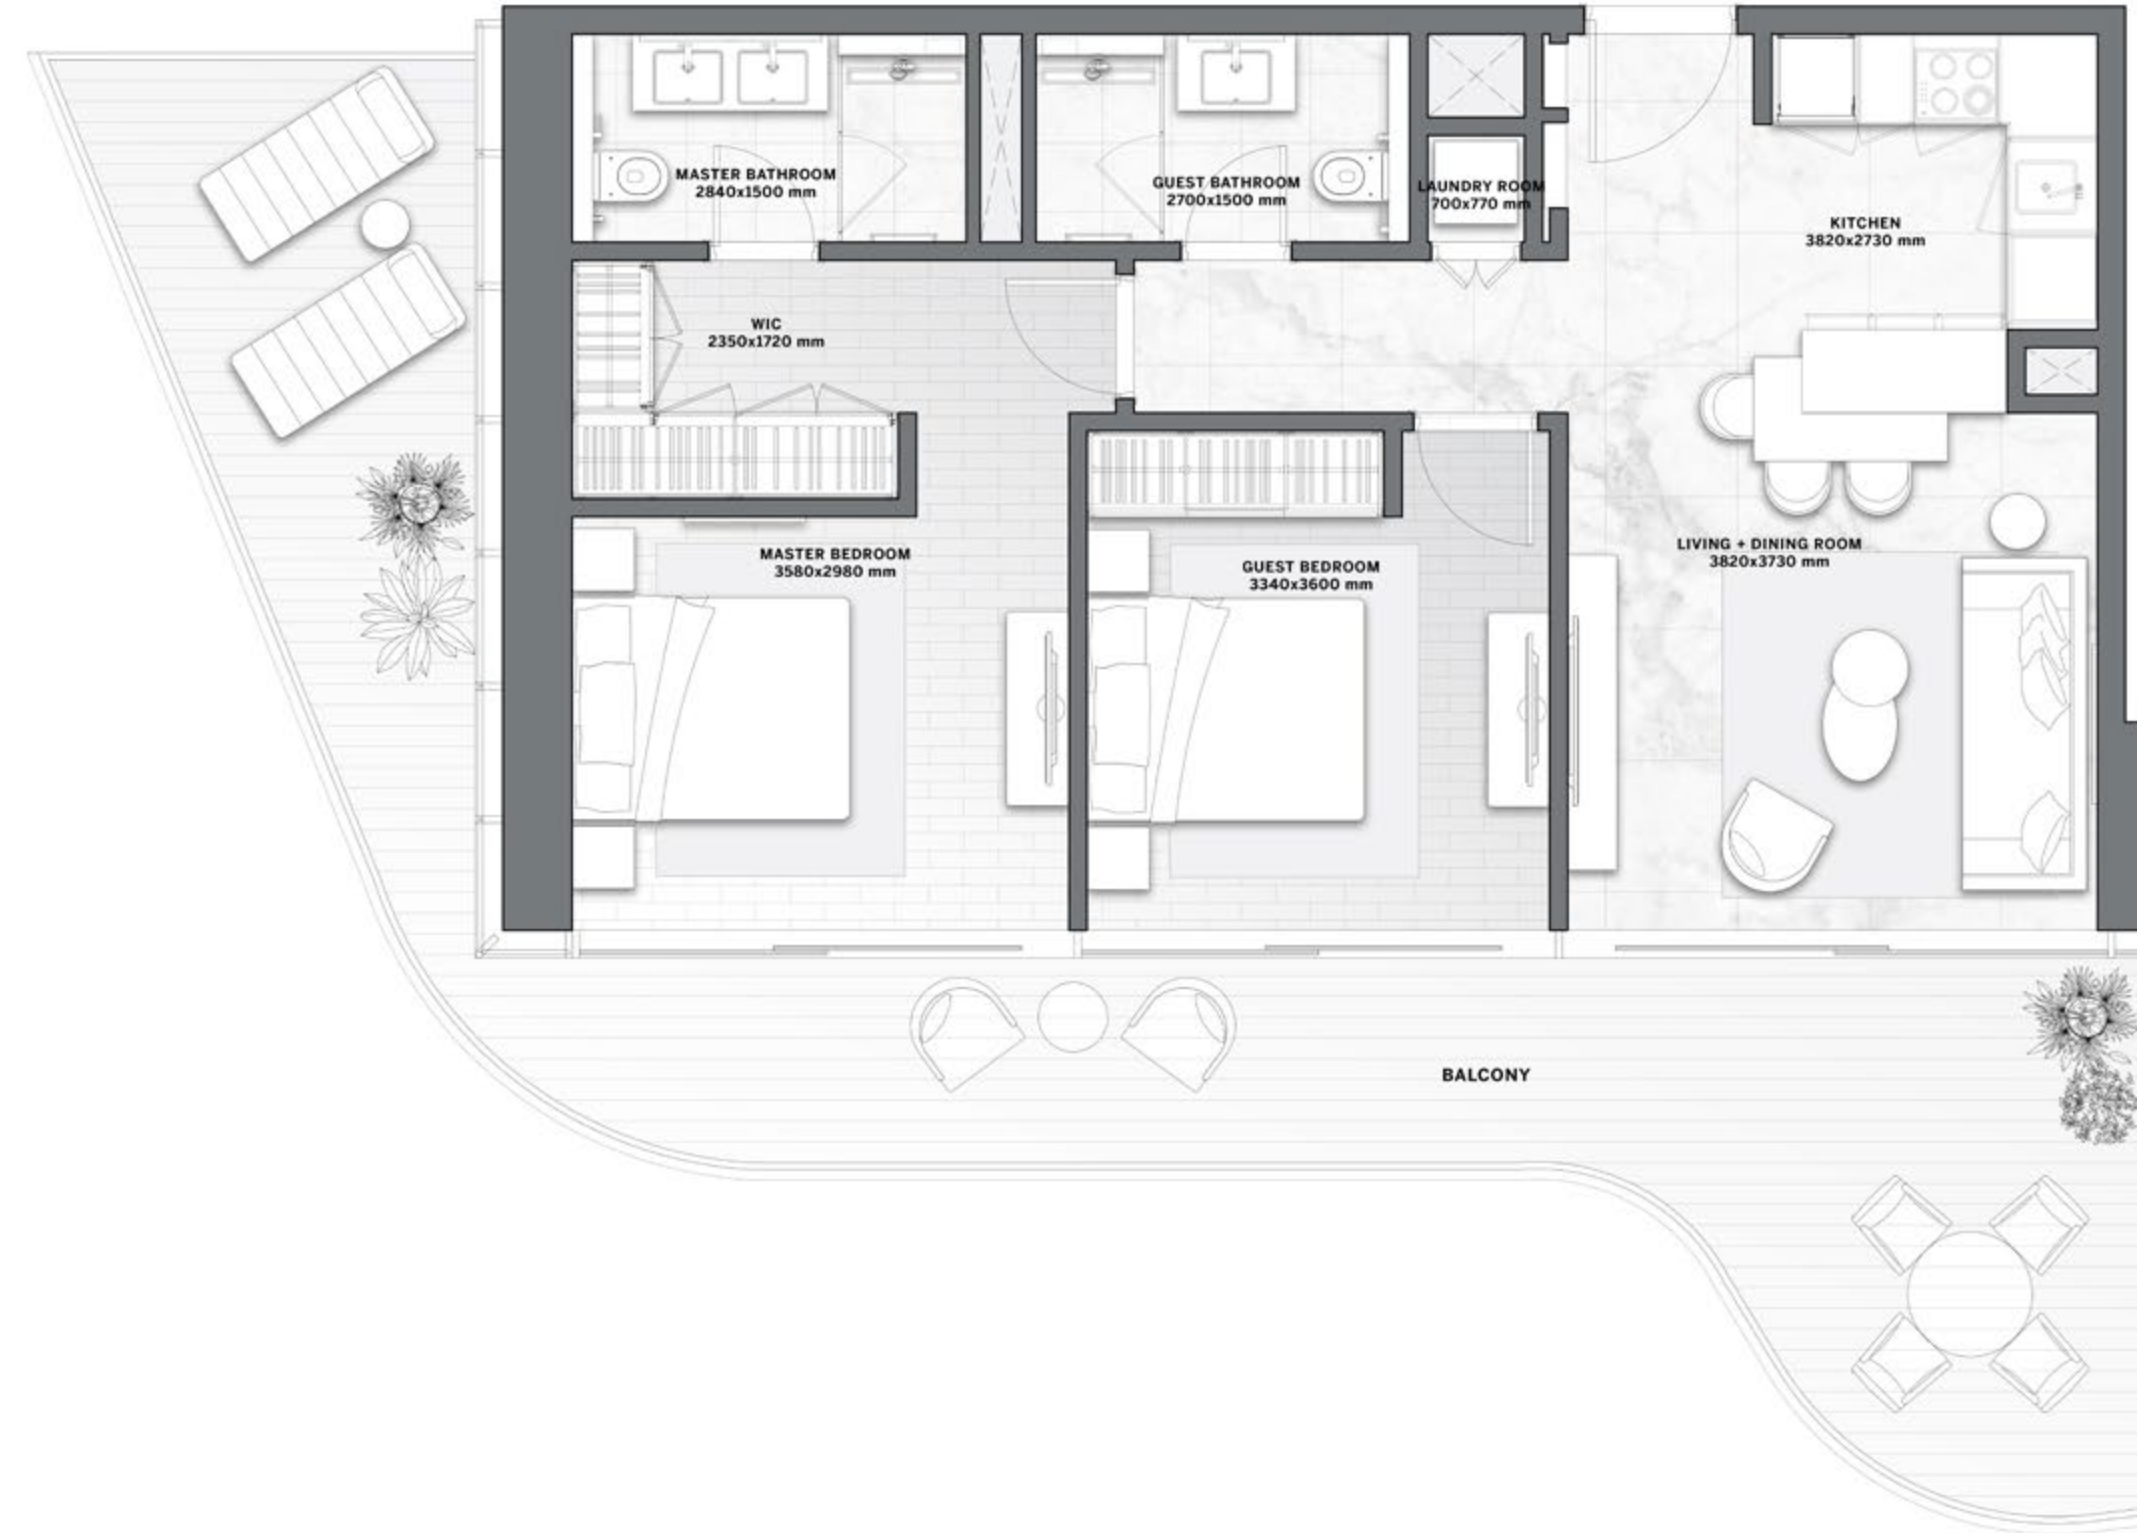 MASTER BATHROOM
2840x1500 mm
GUEST BATHROOM
2700x1500 mm
LAUNDRY ROOM
700x770 mm
KITCHEN
3820x2730 mm
WIC
2350x1720 mm
MASTER BEDROOM
3580x2980 mm
GUEST BEDROOM
3340x3600 mm
LIVING + DINING ROOM
3820x3730 mm
BALCONY